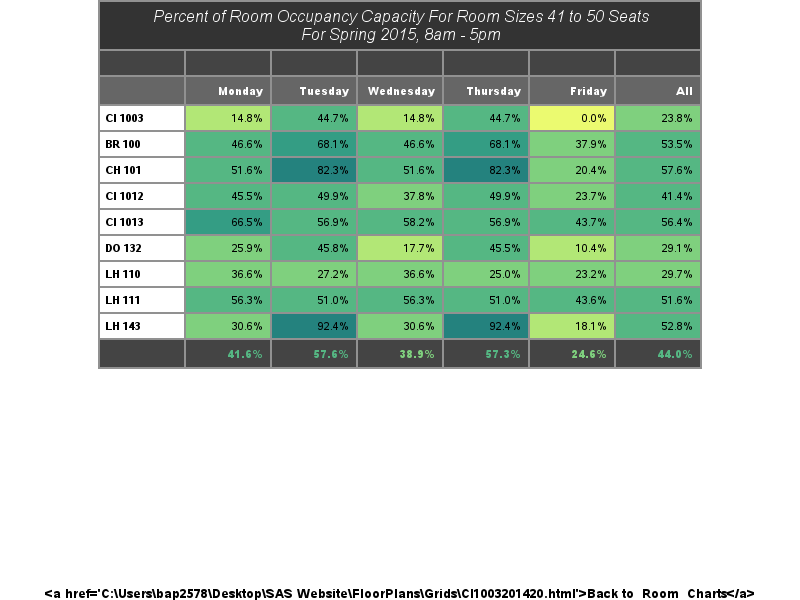 Percent of Room Occupancy Capacity For Room Sizes 41 to 50 Seats
For Spring 2015, 8am - 5pm
Monday Tuesday Wednesday Thursday Friday All
CI 1003 14.8% 44.7% 14.8% 44.7% 0.0% 23.8%
BR 100 46.6% 68.1% 46.6% 68.1% 37.9% 53.5%
CH 101 51.6% 82.3% 51.6% 82.3% 20.4% 57.6%
CI 1012 45.5% 49.9% 37.8% 49.9% 23.7% 41.4%
CI 1013 66.5% 56.9% 58.2% 56.9% 43.7% 56.4%
DO 132 25.9% 45.8% 17.7% 45.5% 10.4% 29.1%
LH 110 36.6% 27.2% 36.6% 25.0% 23.2% 29.7%
LH 111 56.3% 51.0% 56.3% 51.0% 43.6% 51.6%
LH 143 30.6% 92.4% 30.6% 92.4% 18.1% 52.8%
41.6% 57.6% 38.9% 57.3% 24.6% 44.0%
<a href='C:\Users\bap2578\Desktop\SAS Website\FloorPlans\Grids\CI1003201420.html'>Back to Room Charts</a>